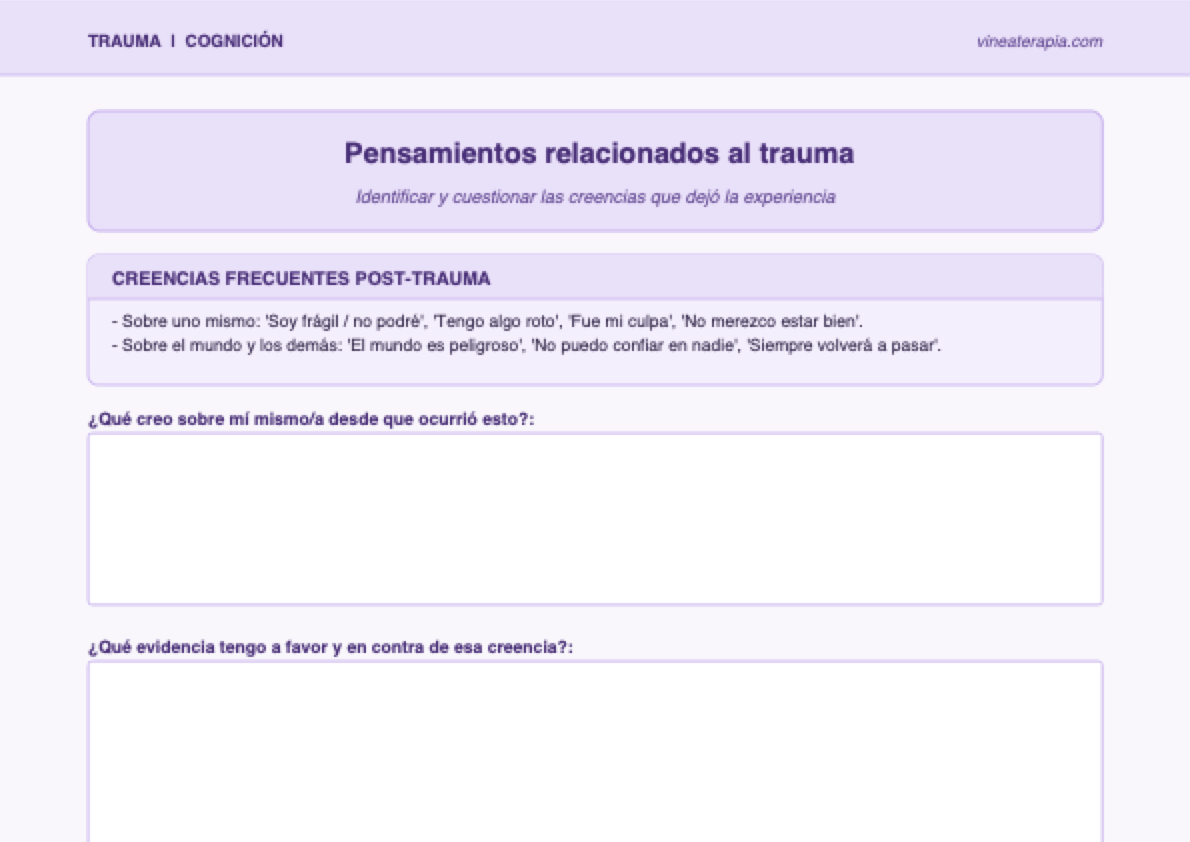 TRAUMA | COGNICIÓN
vineaterapia.com
Pensamientos relacionados al trauma
Identificar y cuestionar las creencias que dejó la experiencia
CREENCIAS FRECUENTES POST-TRAUMA
- Sobre uno mismo: 'Soy frágil / no podré', 'Tengo algo roto', 'Fue mi culpa', 'No merezco estar bien'.
- Sobre el mundo y los demás: 'El mundo es peligroso', 'No puedo confiar en nadie', 'Siempre volverá a pasar'.
¿Qué creo sobre mí mismo/a desde que ocurrió esto?:
¿Qué evidencia tengo a favor y en contra de esa creencia?: